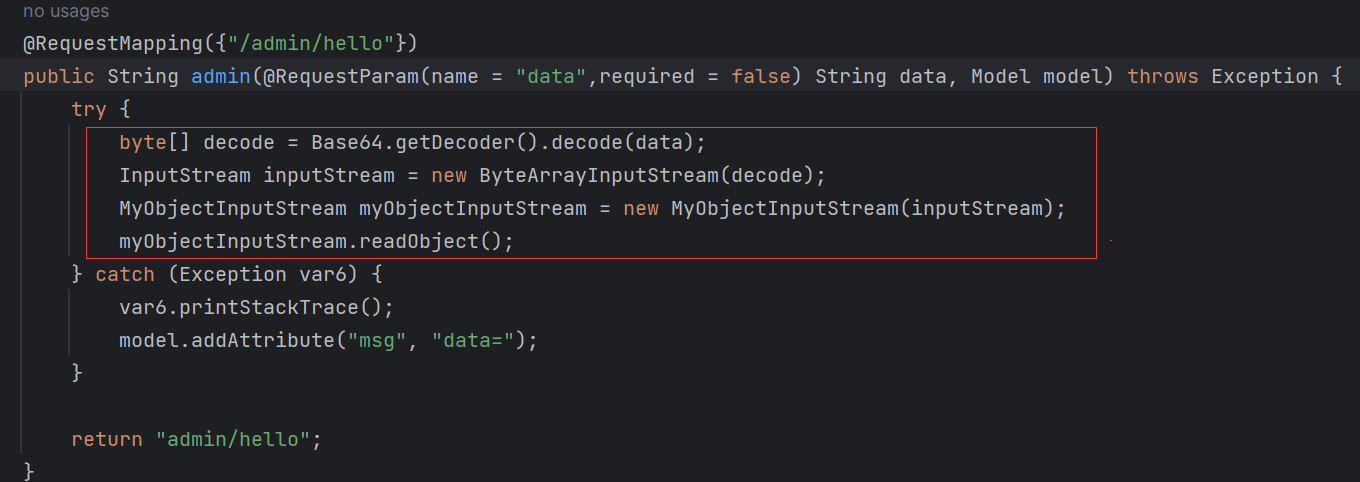 no usages
@RequestMapping({"/admin/hello"})
public String admin(@RequestParam(name = "data",required = false) String data, Model model) throws Exception {
try {
byte[] decode = Base64.getDecoder().decode(data);
InputStream inputStream = new ByteArrayInputStream(decode);
MyObjectInputStream myObjectInputStream = new MyObjectInputStream(inputStream);
myObjectInputStream.readObject();
} catch (Exception var6) {
var6.printStackTrace();
model.addAttribute("msg", "data=");
}
return "admin/hello";
}